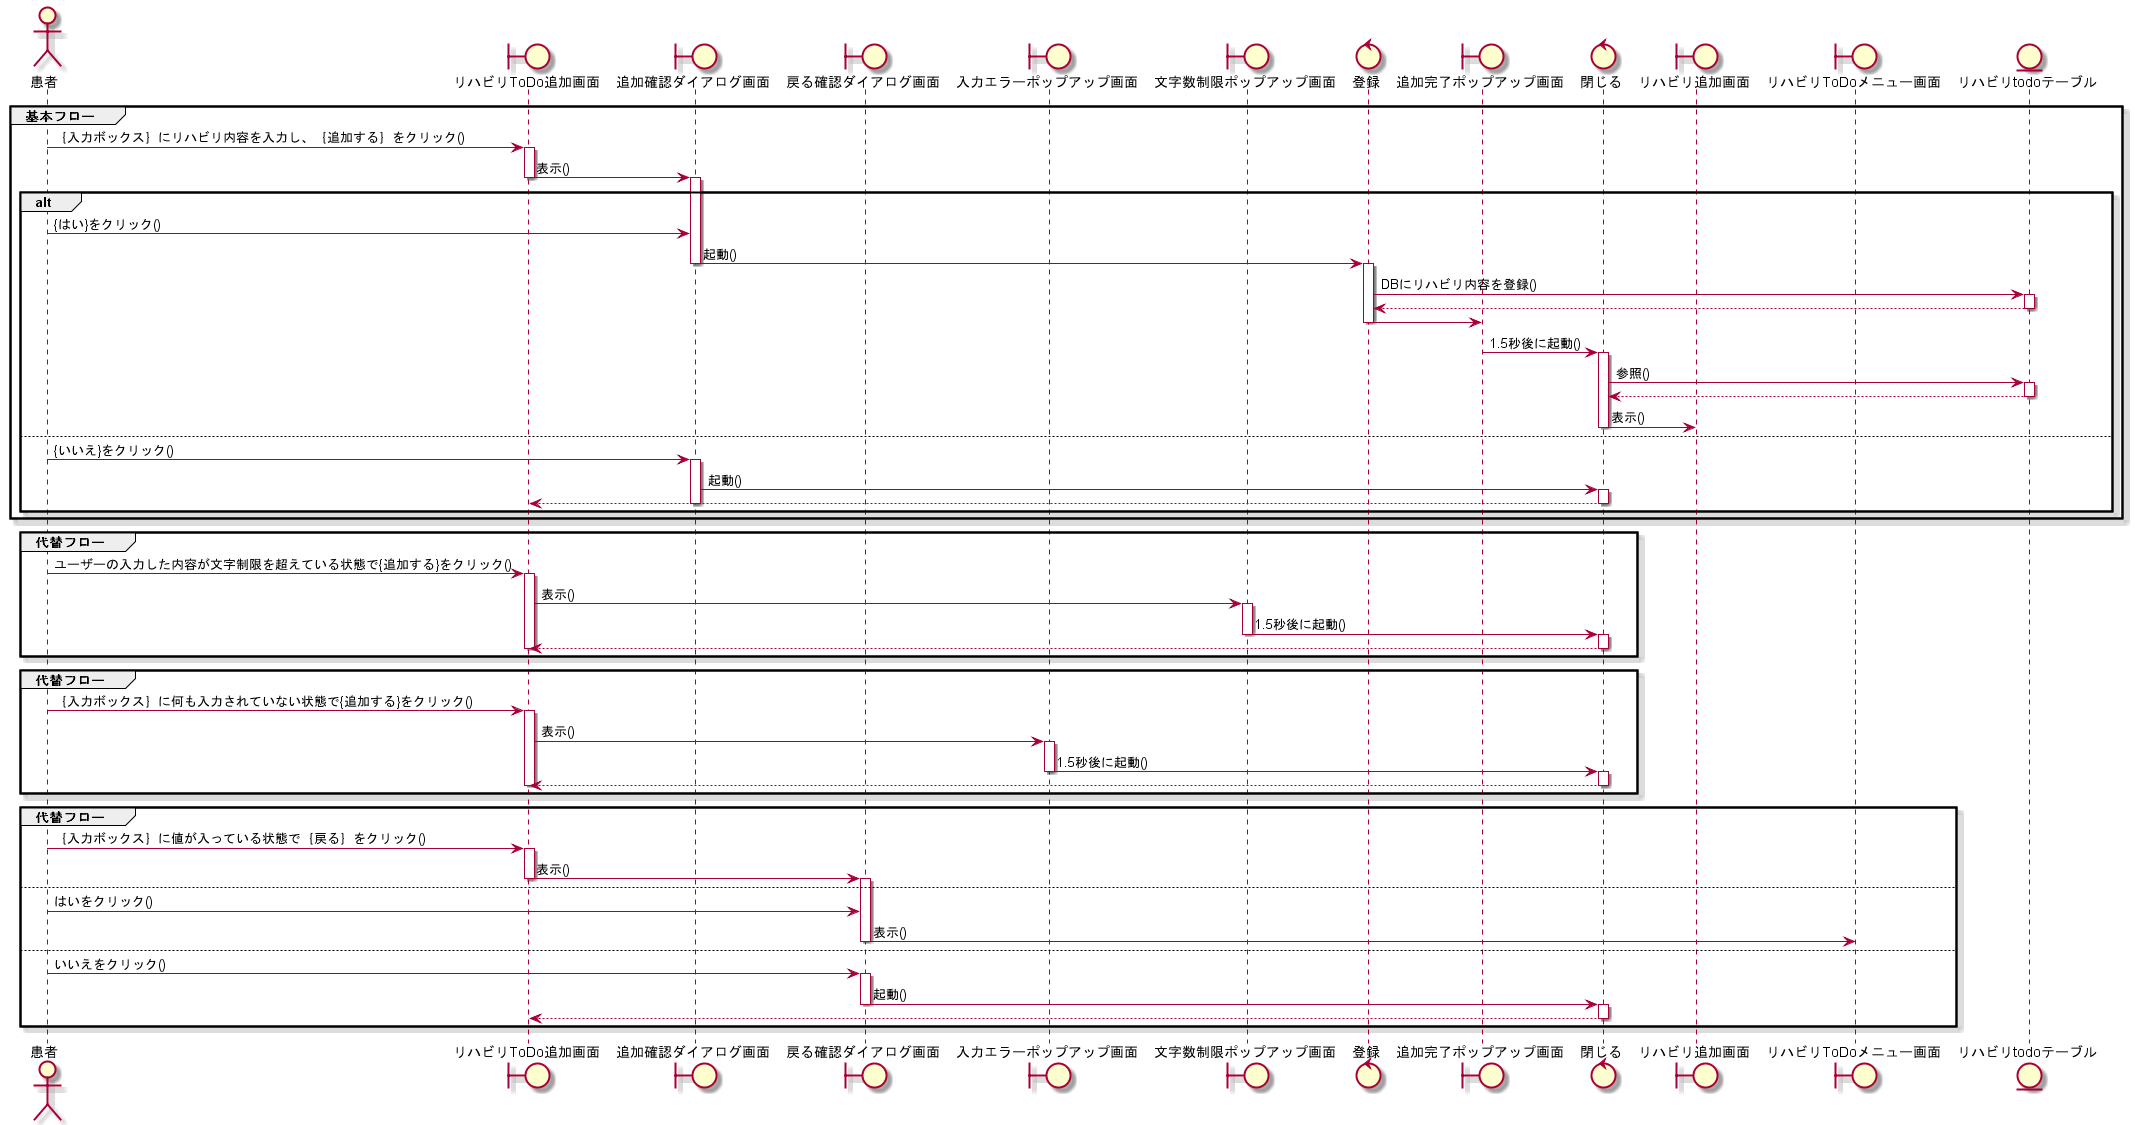 患者
リハビリToDo追加画面
追加確認ダイアログ画面
戻る確認ダイアログ画面
入力エラーポップアップ画面
文字数制限ポップアップ画面
登録
追加完了ポップアップ画面
閉じる
リハビリ追加画面
リハビリToDoメニュー画面
リハビリtodoテーブル
基本フロー
｛入力ボックス｝にリハビリ内容を入力し、｛追加する｝をクリック()
表示()
alt
{はい}をクリック()
起動()
DBにリハビリ内容を登録()
1.5秒後に起動()
参照()
表示()
{いいえ}をクリック()
起動()
代替フロー
ユーザーの入力した内容が文字制限を超えている状態で{追加する}をクリック()
表示()
1.5秒後に起動()
代替フロー
｛入力ボックス｝に何も入力されていない状態で{追加する}をクリック()
表示()
1.5秒後に起動()
代替フロー
｛入力ボックス｝に値が入っている状態で｛戻る｝をクリック()
表示()
はいをクリック()
表示()
いいえをクリック()
起動()
患者
リハビリToDo追加画面
追加確認ダイアログ画面
戻る確認ダイアログ画面
入力エラーポップアップ画面
文字数制限ポップアップ画面
登録
追加完了ポップアップ画面
閉じる
リハビリ追加画面
リハビリToDoメニュー画面
リハビリtodoテーブル